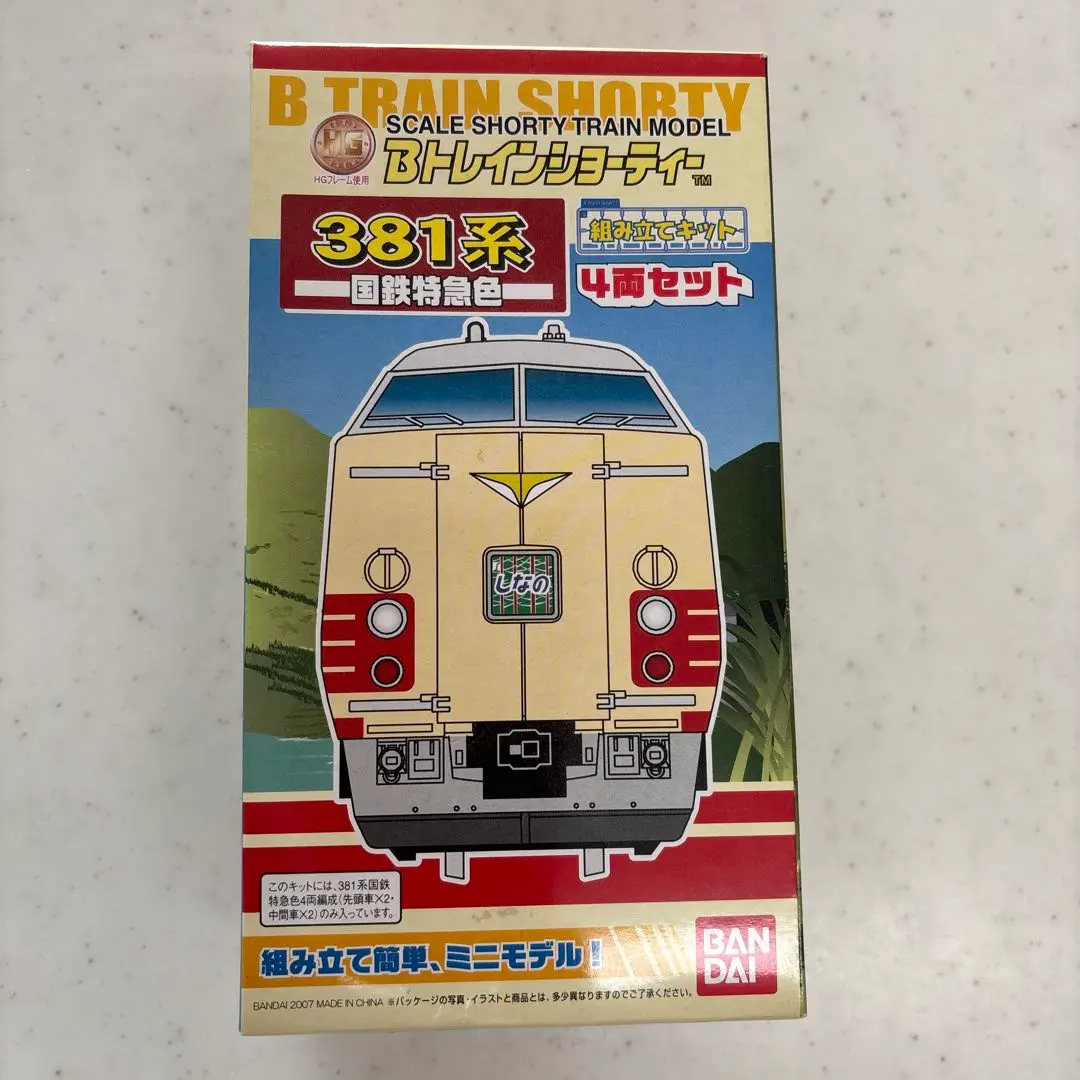 B TRAIN SHORTY
SCALE SHORTY TRAIN MODEL
HG
Bトレインショーティー™
HGフレーム使用
381系
国鉄特急色
組み立てキット
4両セット
しなの
このキットには、381系国鉄
特急色4両編成(先頭車×2・
中間車×2)のみ入っています。
組み立て簡単、ミニモデル!
BAN
DAI
BANDAI 2007 MADE IN CHINA ※パッケージの写真・イラストと商品とは、多少異なりますのでご了承ください。